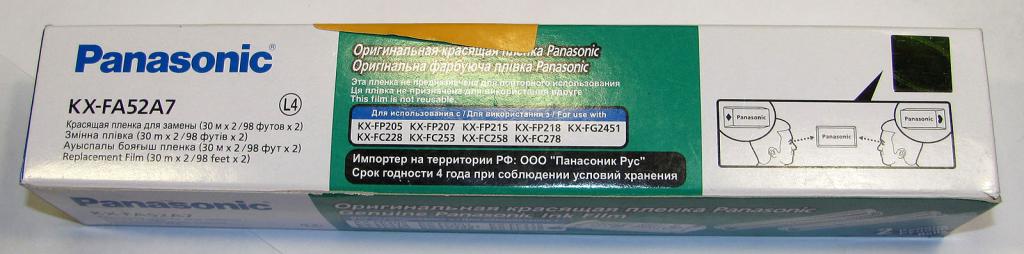 Panasonic®
KX-FA52A7
L4
Красящая пленка для замены (30 м x 2/98 футов x 2)
Змінна плівка (30 m x 2/98 футів x 2)
Ауыспалы бояғыш пленка (30 м x 2/98 фут x 2)
Replacement Film (30 m x 2/98 feet x 2)
Оригинальная красящая пленка Panasonic
Оригінальна фарбуюча плівка Panasonic
Эта пленка не предназначена для повторного использования
Ця плівка не призначена для використання вдруге
This film is not reusable.
Для использования с / Для використання з / For use with
KX-FP205 KX-FP207 KX-FP215 KX-FP218 KX-FG2451
KX-FC228 KX-FC253 KX-FC258 KX-FC278
Импортер на территории РФ: ООО "Панасоник Рус"
Срок годности 4 года при соблюдении условий хранения
Panasonic
Panasonic
Panasonic
Panasonic
KX-FA52A7
Оригинальная красящая пленка Panasonic
Genuine Panasonic Ink Film